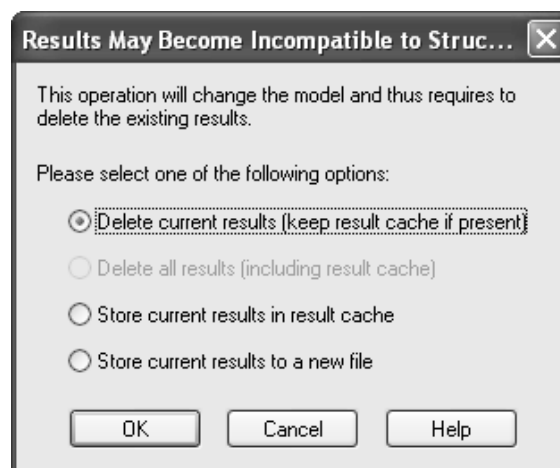 Results May Become Incompatible to Struc...
This operation will change the model and thus requires to
delete the existing results.
Please select one of the following options:
Delete current results (keep result cache if present)
Delete all results (including result cache)
Store current results in result cache
Store current results to a new file
OK Cancel Help